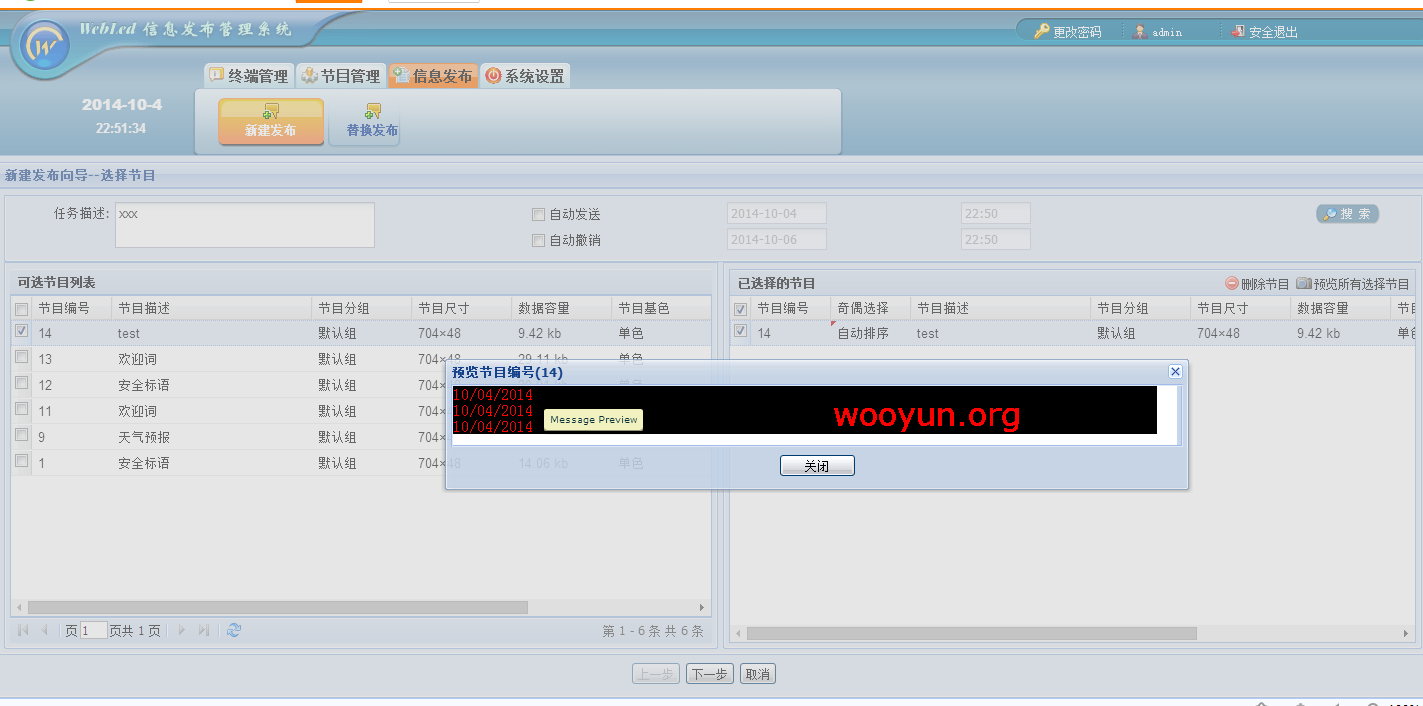 WebLed 信息发布管理系统
更改密码 admin 安全退出
终端管理 节目管理 信息发布 系统设置
2014-10-4
22:51:34
新建发布 替换发布
新建发布向导--选择节目
任务描述: xxx
自动发送 2014-10-04 22:50
搜 索
自动撤销 2014-10-06 22:50
可选节目列表
节目编号 节目描述 节目分组 节目尺寸 数据容量 节目基色
14 test 默认组 704×48 9.42 kb 单色
13 欢迎词 默认组 704×48 29.11 kb 单色
12 安全标语 默认组 704×
11 欢迎词 默认组 704×
9 天气预报 默认组 704×
1 安全标语 默认组 704×48 14.06 kb 单色
页 1 页共 1 页
第 1 - 6 条 共 6 条
已选择的节目
删除节目 预览所有选择节目
节目编号 奇偶选择 节目描述 节目分组 节目尺寸 数据容量 节
14 自动排序 test 默认组 704×48 9.42 kb 单色
预览节目编号(14)
10/04/2014
10/04/2014
10/04/2014
Message Preview
wooyun.org
关闭
上一步 下一步 取消